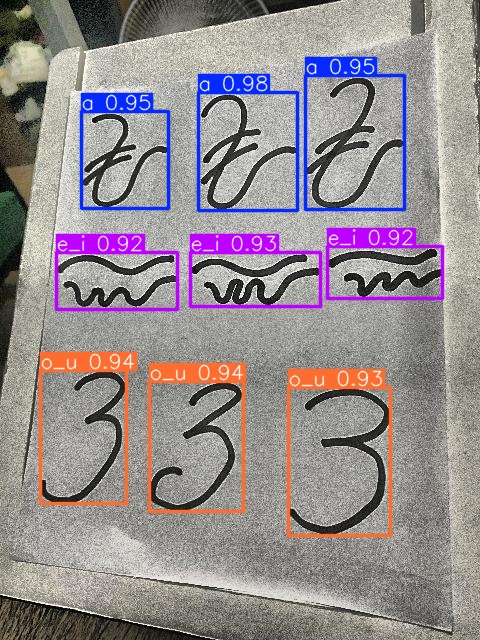 a 0.95 a 0.98 a 0.95
ᜀ ᜀ ᜀ
e_i 0.92 e_i 0.93 e_i 0.92
ᜁ ᜁ ᜁ
o_u 0.94 o_u 0.94 o_u 0.93
ᜂ ᜂ ᜂ